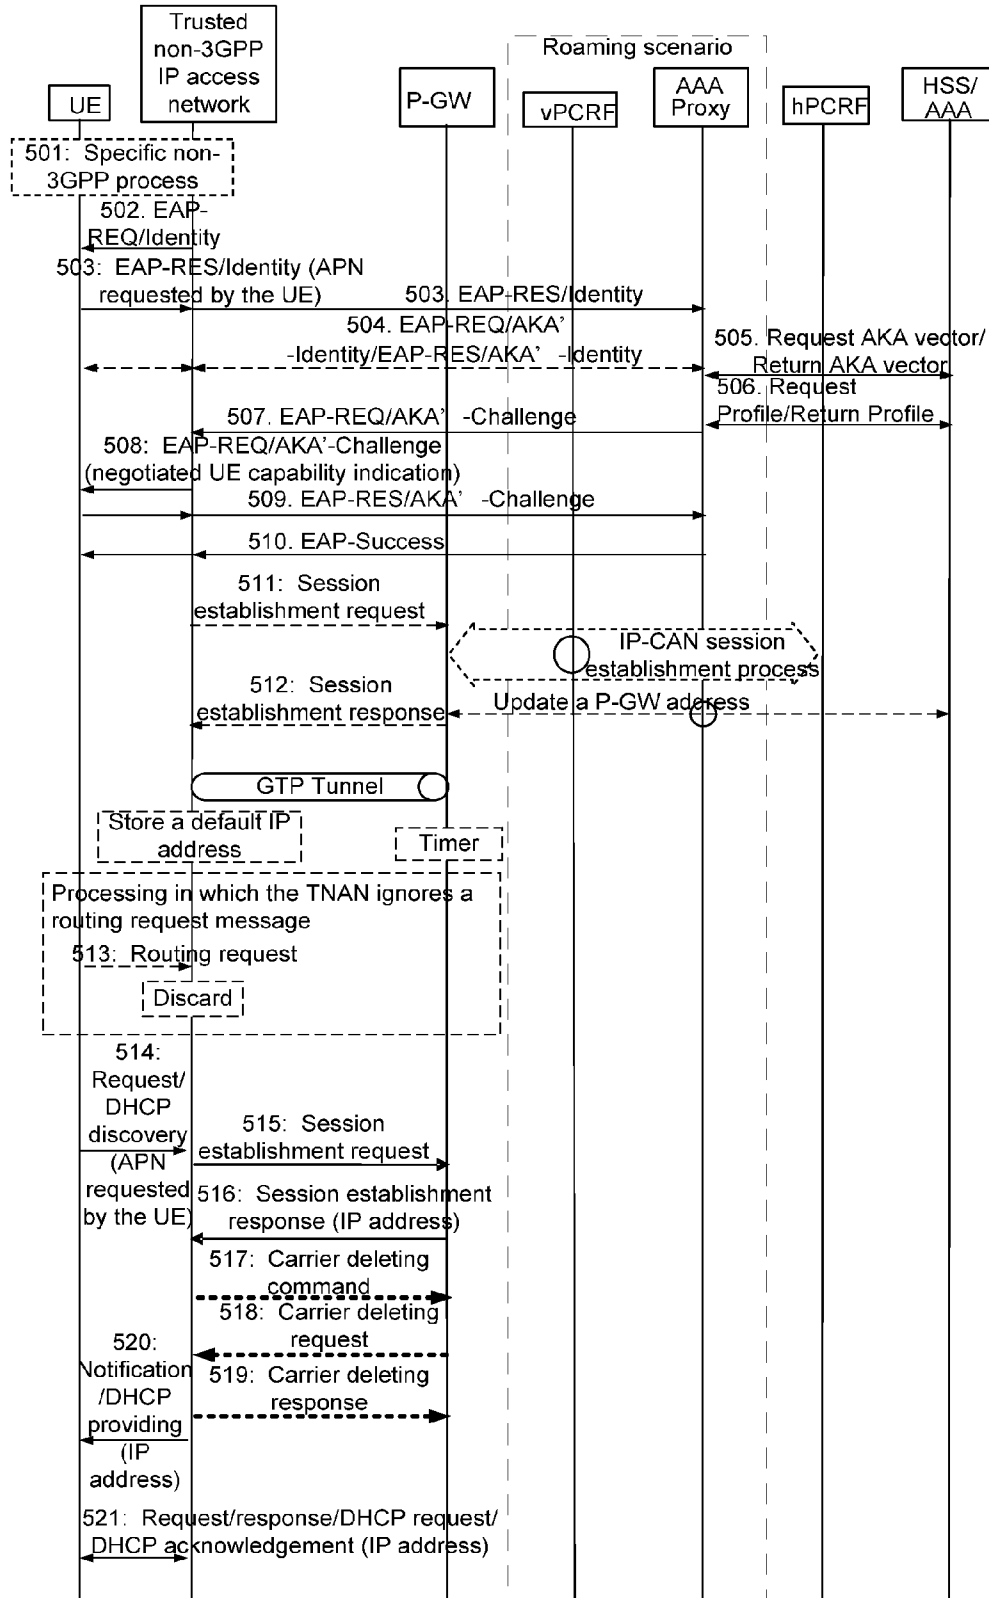 Trusted
non-3GPP
IP access
network
Roaming scenario
UE
P-GW
vPCRF
AAA
Proxy
hPCRF
HSS/
AAA
501: Specific non-
3GPP process
502. EAP-
REQ/Identity
503: EAP-RES/Identity (APN
requested by the UE)
503. EAP-RES/Identity
504. EAP-REQ/AKA’
-Identity/EAP-RES/AKA’ -Identity
505. Request AKA vector/
Return AKA vector
506. Request
Profile/Return Profile
507. EAP-REQ/AKA’ -Challenge
508: EAP-REQ/AKA’-Challenge
(negotiated UE capability indication)
509. EAP-RES/AKA’ -Challenge
510. EAP-Success
511: Session
establishment request
IP-CAN session
establishment process
512: Session
establishment response
Update a P-GW address
GTP Tunnel
Store a default IP
address
Timer
Processing in which the TNAN ignores a
routing request message
513: Routing request
Discard
514:
Request/
DHCP
discovery
(APN
requested
by the UE)
515: Session
establishment request
516: Session establishment
response (IP address)
517: Carrier deleting
command
518: Carrier deleting
request
519: Carrier deleting
response
520:
Notification
/DHCP
providing
(IP
address)
521: Request/response/DHCP request/
DHCP acknowledgement (IP address)